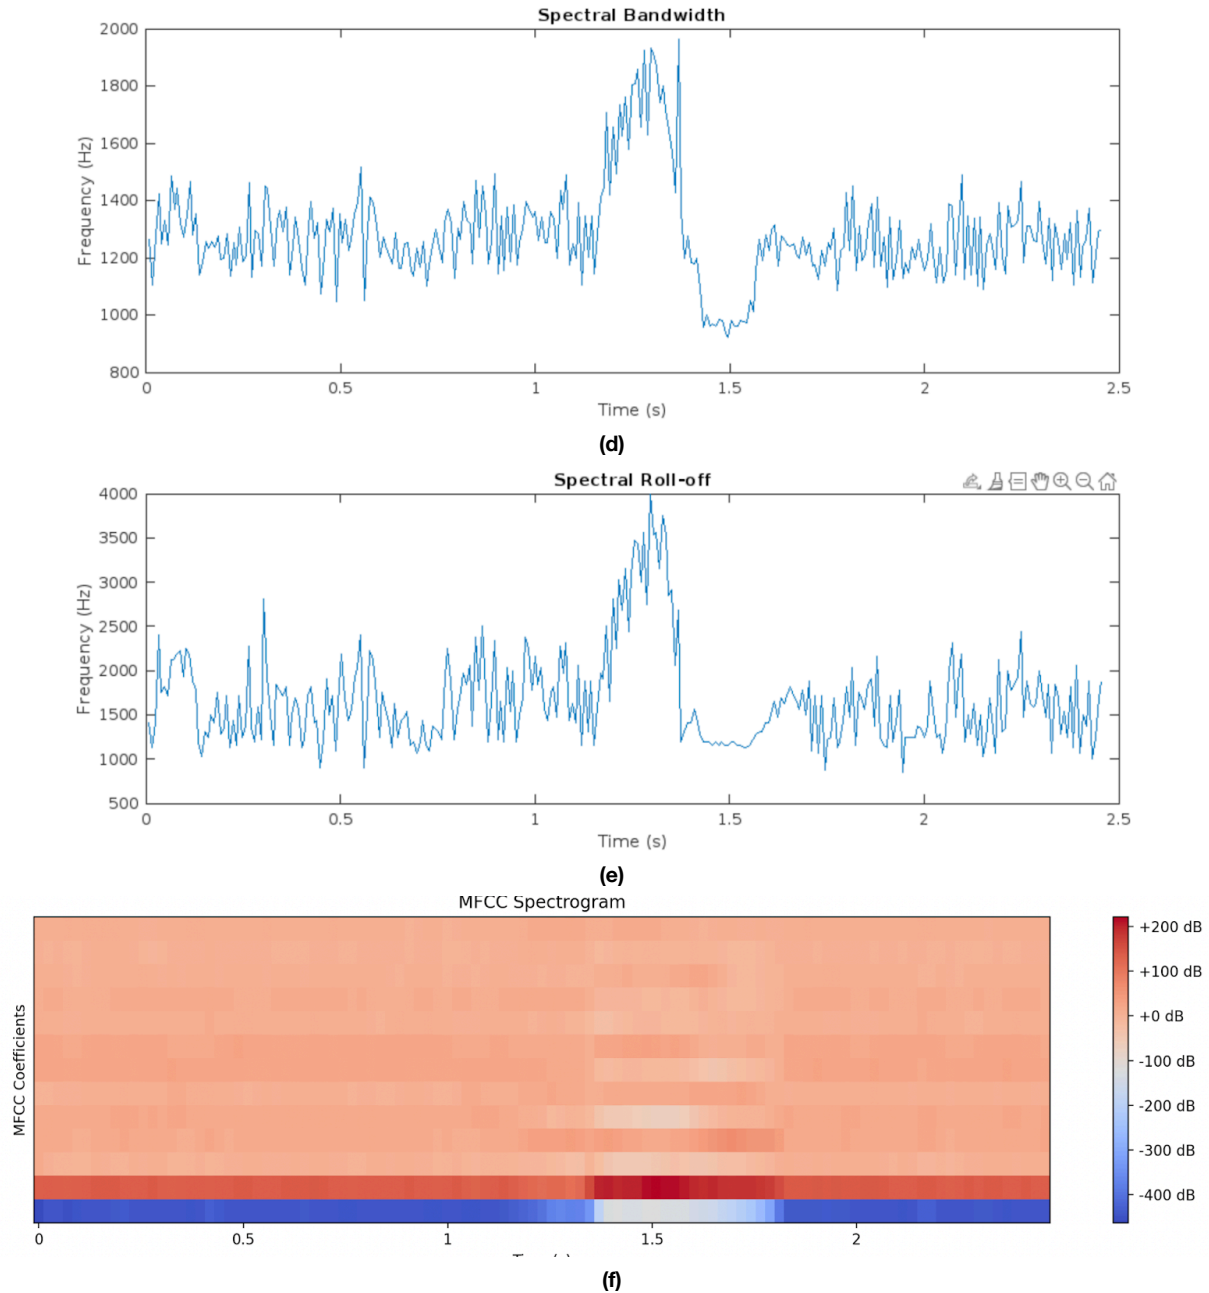 Spectral Bandwidth
2000
1800
1600
1400
1200
1000
800
Frequency (Hz)
0 0.5 1 1.5 2 2.5
Time (s)
(d)
Spectral Roll-off
4000
3500
3000
2500
2000
1500
1000
500
Frequency (Hz)
0 0.5 1 1.5 2 2.5
Time (s)
(e)
MFCC Spectrogram
MFCC Coefficients
+200 dB
+100 dB
+0 dB
-100 dB
-200 dB
-300 dB
-400 dB
0 0.5 1 1.5 2
(f)